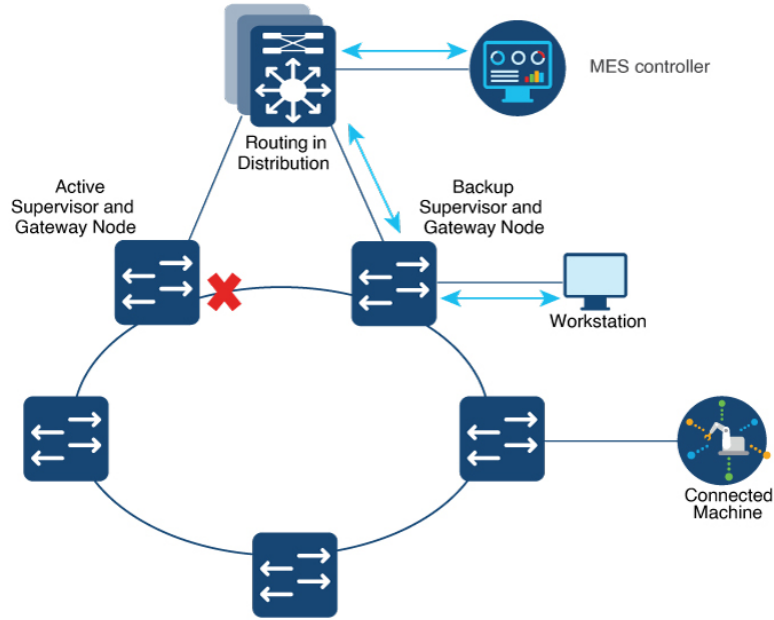 MES controller
Routing in
Distribution
Active
Supervisor and
Gateway Node
Backup
Supervisor and
Gateway Node
Workstation
Connected
Machine